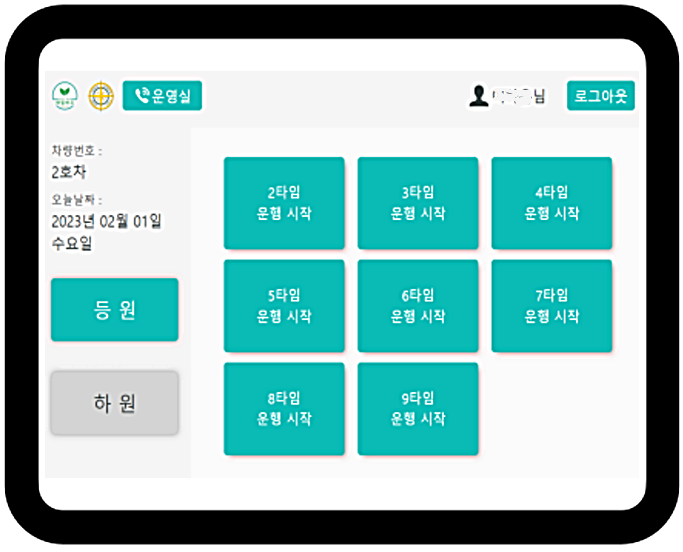 운영실
님
로그아웃
차량번호 :
2호차
오늘날짜 :
2023년 02월 01일
수요일
등 원
하 원
2타임
운행 시작
3타임
운행 시작
4타임
운행 시작
5타임
운행 시작
6타임
운행 시작
7타임
운행 시작
8타임
운행 시작
9타임
운행 시작